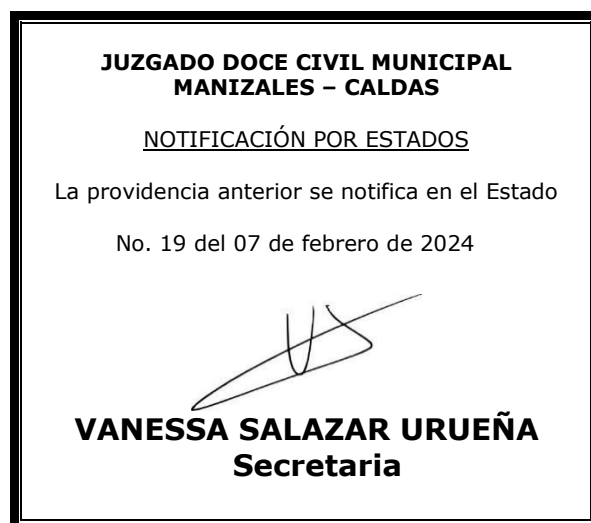 JUZGADO DOCE CIVIL MUNICIPAL
MANIZALES – CALDAS
NOTIFICACIÓN POR ESTADOS
La providencia anterior se notifica en el Estado
No. 19 del 07 de febrero de 2024
VANESSA SALAZAR URUEÑA
Secretaria